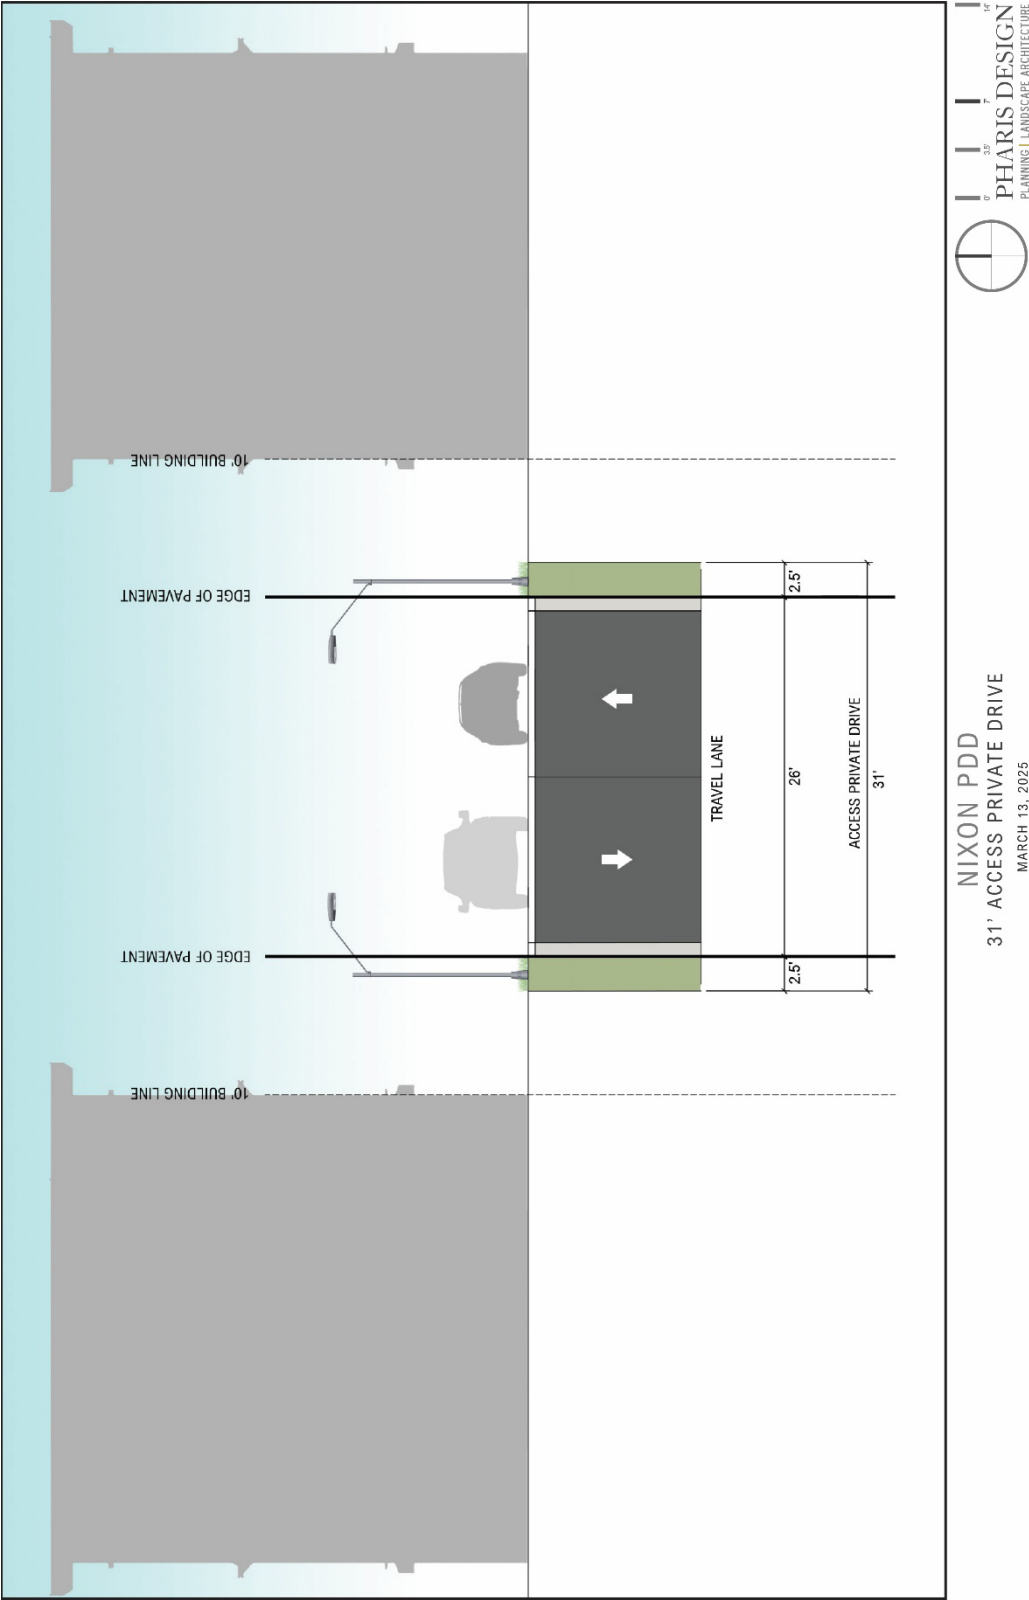 10' BUILDING LINE
EDGE OF PAVEMENT
EDGE OF PAVEMENT
10' BUILDING LINE
TRAVEL LANE
2.5'
26'
2.5'
ACCESS PRIVATE DRIVE
31'
NIXON PDD
31' ACCESS PRIVATE DRIVE
MARCH 13, 2025
0'
3.5'
7'
14'
PHARIS DESIGN
PLANNING | LANDSCAPE ARCHITECTURE